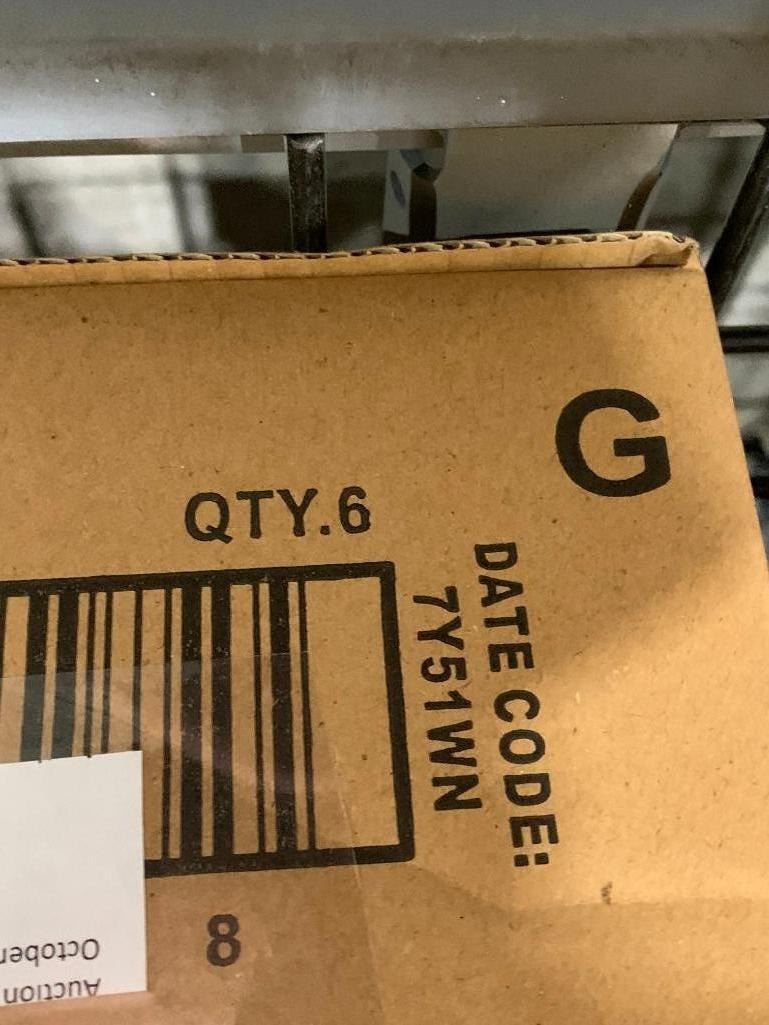 G
QTY.6
DATE CODE:
7Y51WN
8
Auction
October